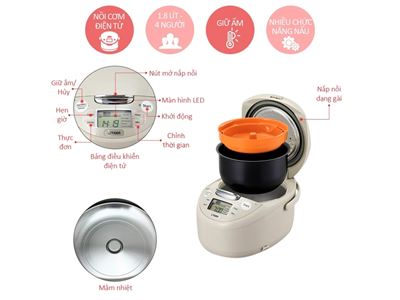 NỒI CƠM
ĐIỆN TỬ
1.8 LÍT -
4 NGƯỜI
GIỮ ẤM
NHIỀU CHỨC
NĂNG NẤU
Giữ ấm/
Hủy
Hẹn
giờ
Thực
đơn
Nút mở nắp nồi
Màn hình LED
Khởi động
Chỉnh
thời gian
TIGER
Bảng điều khiển
điện tử
Nắp nồi
dạng gài
Mâm nhiệt